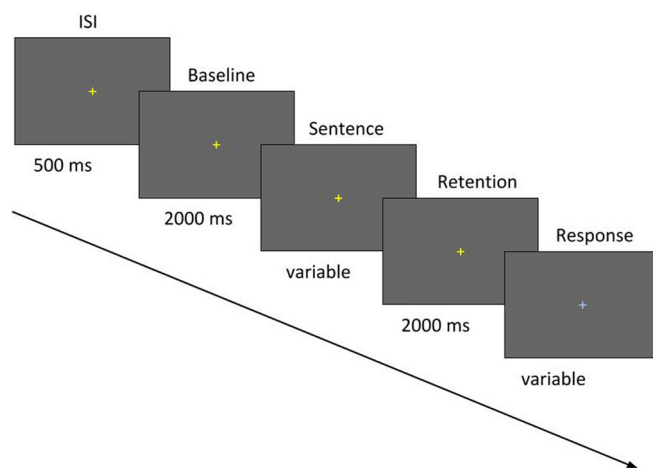 ISI
500 ms
Baseline
2000 ms
Sentence
variable
Retention
2000 ms
Response
variable